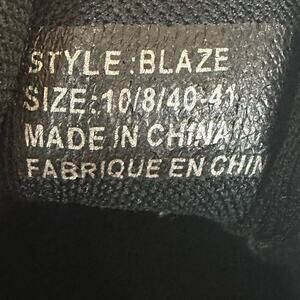 STYLE:BLAZE
SIZE:10/8/40-41
MADE IN CHINA
FABRIQUE EN CHIN